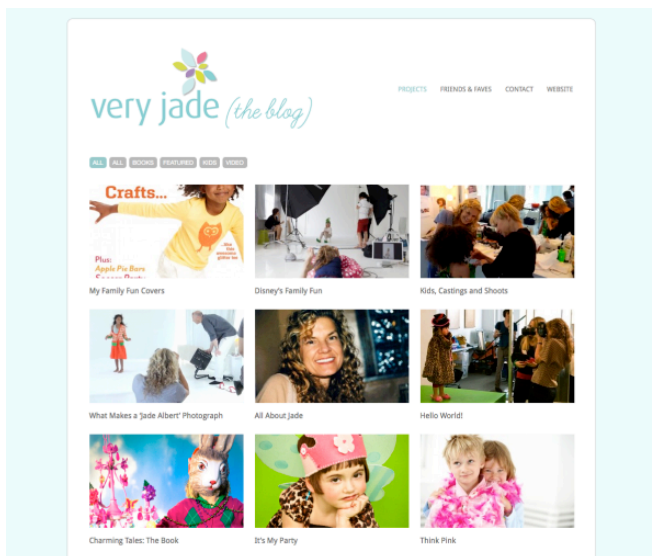 very jade (the blog)
PROJECTS FRIENDS & FAVES CONTACT WEBSITE
ALL ALL BOOKS FEATURED KIDS VIDEO
Crafts...
Plus:
Apple Pie Bars
My Family Fun Covers
Disney's Family Fun
Kids, Castings and Shoots
What Makes a 'Jade Albert' Photograph
All About Jade
Hello World!
Charming Tales: The Book
It's My Party
Think Pink